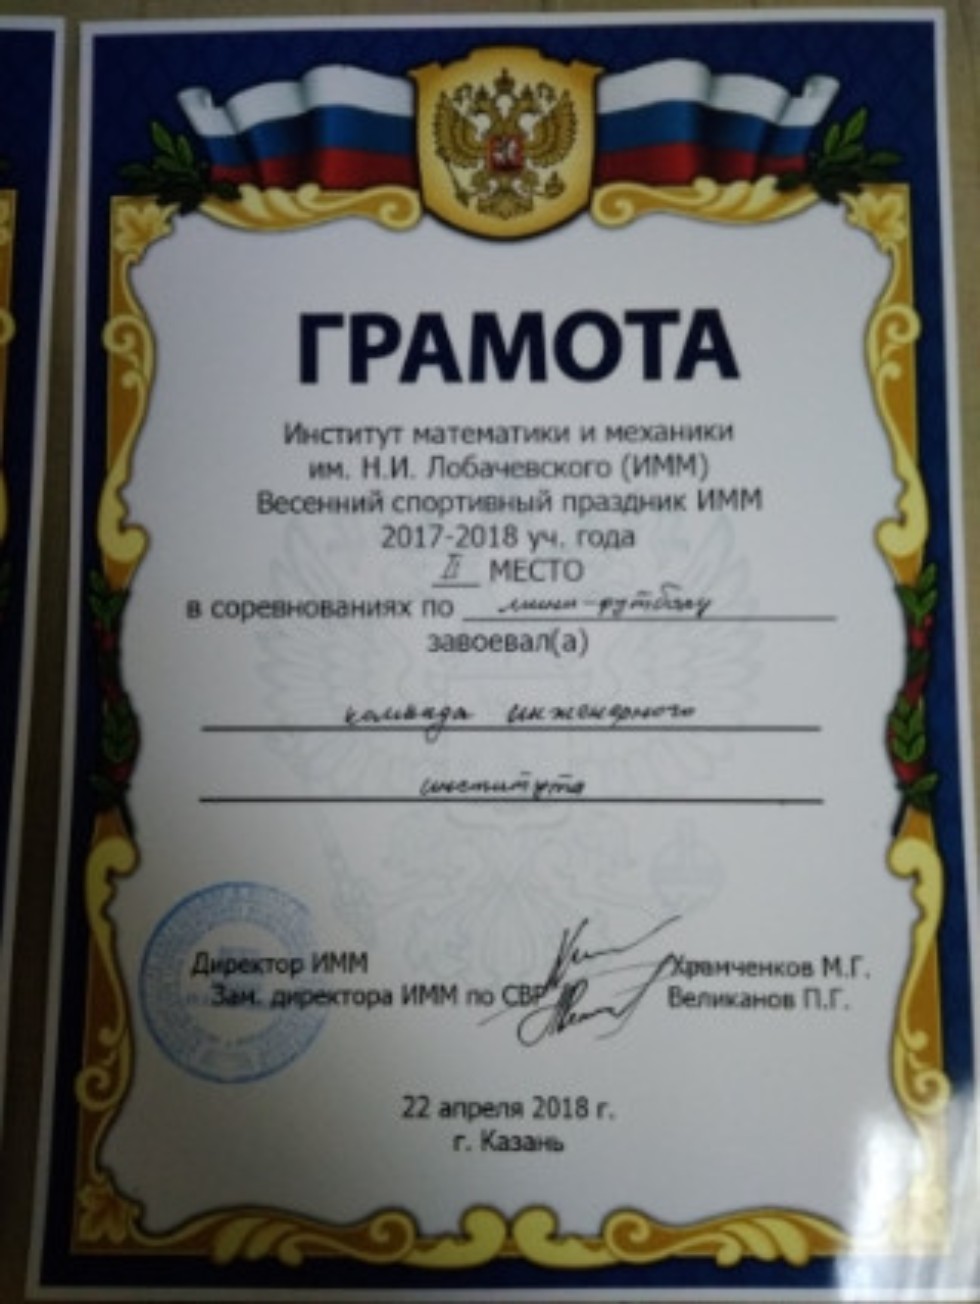 ГРАМОТА
Институт математики и механики
им. Н.И. Лобачевского (ИММ)
Весенний спортивный праздник ИММ
2017-2018 уч. года
II МЕСТО
в соревнованиях по мини-футболу
завоевал(а)
команда инженерного
института
Директор ИММ Храмченков М.Г.
Зам. директора ИММ по СВР Великанов П.Г.
22 апреля 2018 г.
г. Казань